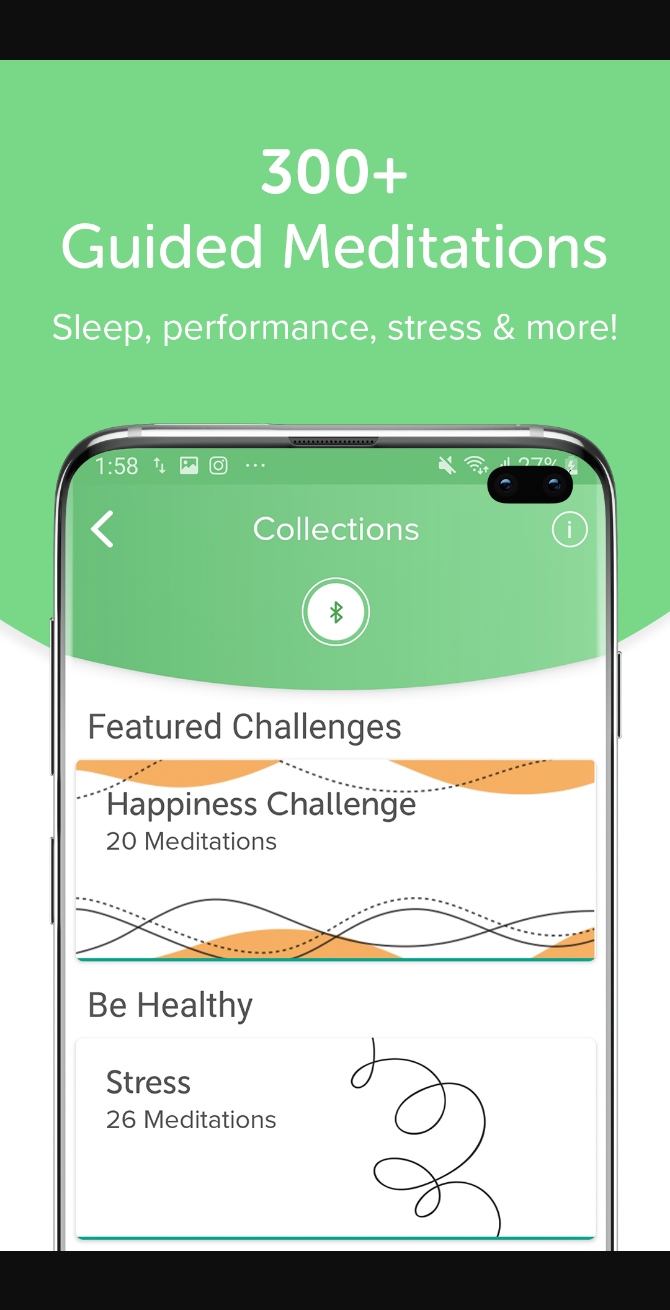 300+
Guided Meditations
Sleep, performance, stress & more!
1:58 ... 27%
Collections
i
Featured Challenges
Happiness Challenge
20 Meditations
Be Healthy
Stress
26 Meditations